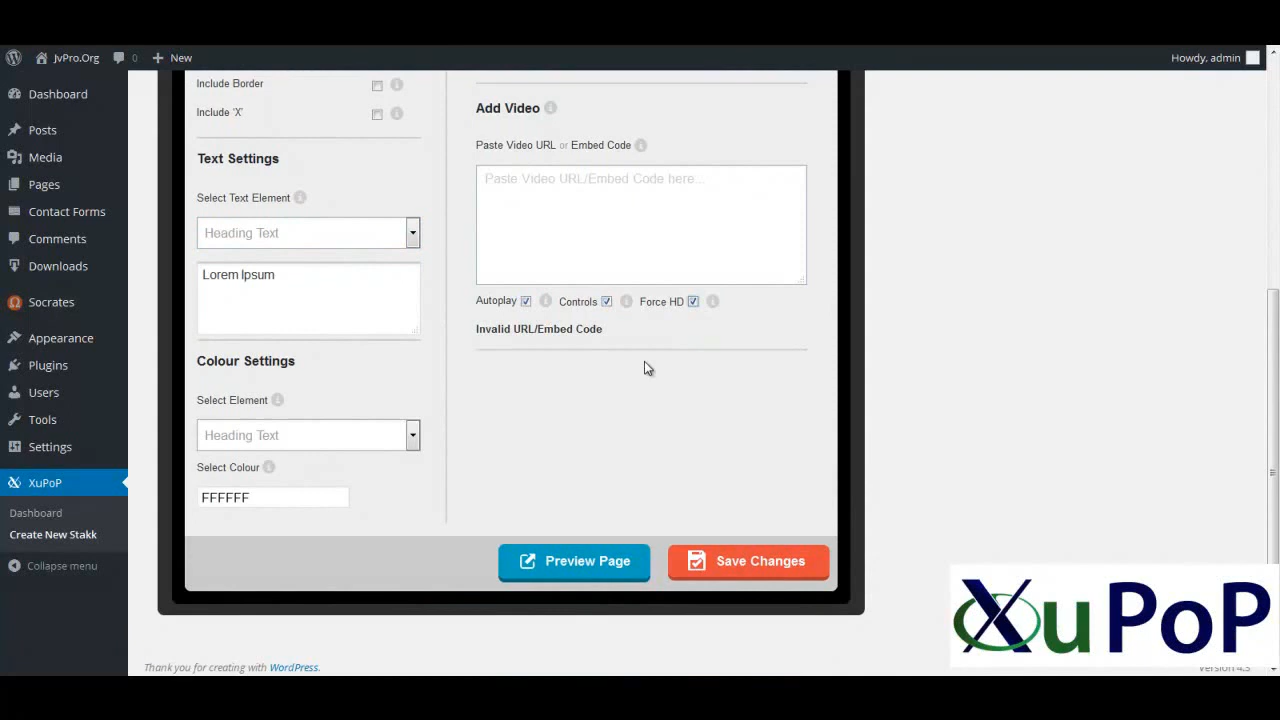 JvPro.Org
0
New
Howdy, admin
Dashboard
Posts
Media
Pages
Contact Forms
Comments
Downloads
Socrates
Appearance
Plugins
Users
Tools
Settings
XuPoP
Dashboard
Create New Stakk
Collapse menu
Include Border
Include 'X'
Text Settings
Select Text Element
Heading Text
Lorem Ipsum
Colour Settings
Select Element
Heading Text
Select Colour
FFFFFF
Add Video
Paste Video URL or Embed Code
Paste Video URL/Embed Code here...
Autoplay Controls Force HD
Invalid URL/Embed Code
Preview Page
Save Changes
XuPoP
Thank you for creating with WordPress.
Version 4.3